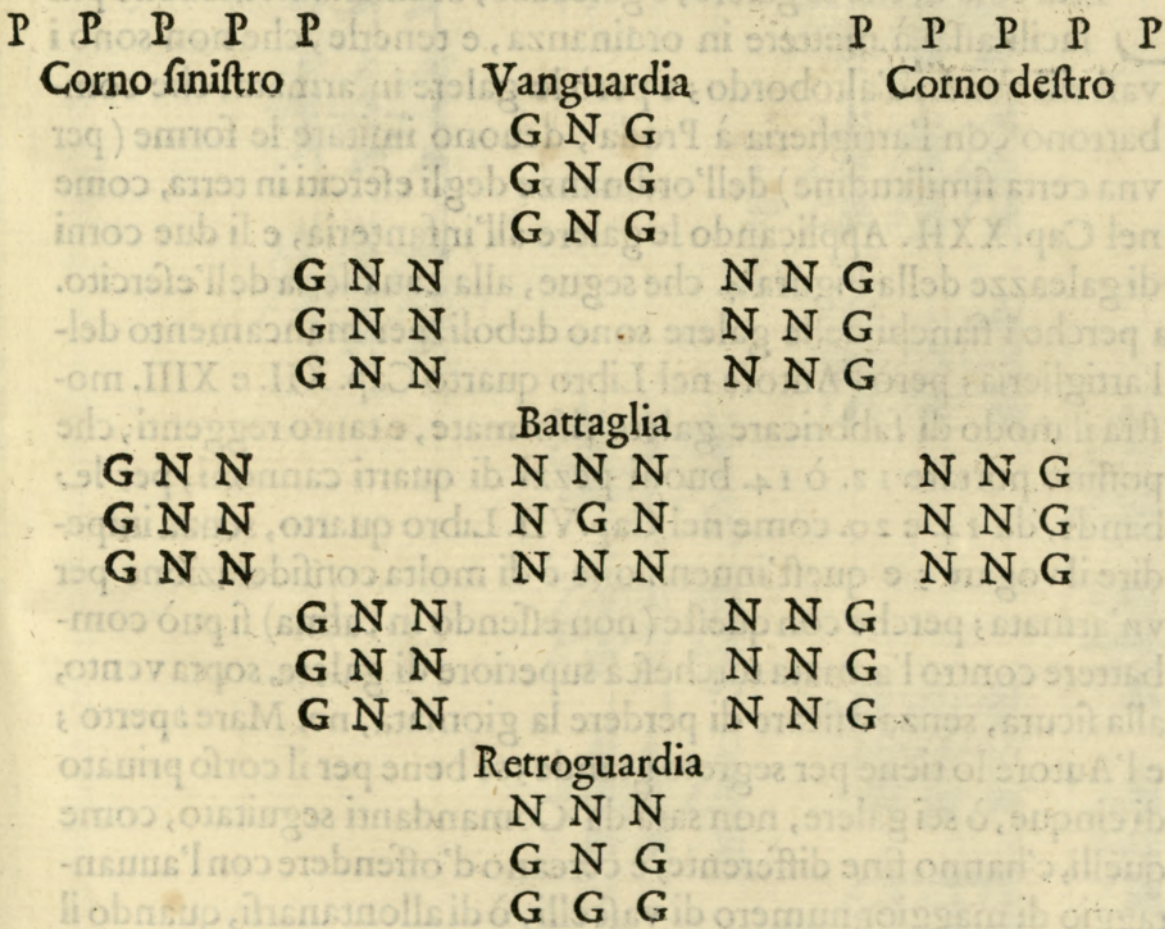 P P P P P P P P P P
Corno siniſtro Vanguardia Corno deſtro
G N G
G N G
G N G
G N N N N G
G N N N N G
G N N N N G
Battaglia
G N N N N N N N G
G N N N G N N N G
G N N N N N N N G
G N N N N G
G N N N N G
G N N N N G
Retroguardia
N N N
G N G
G G G